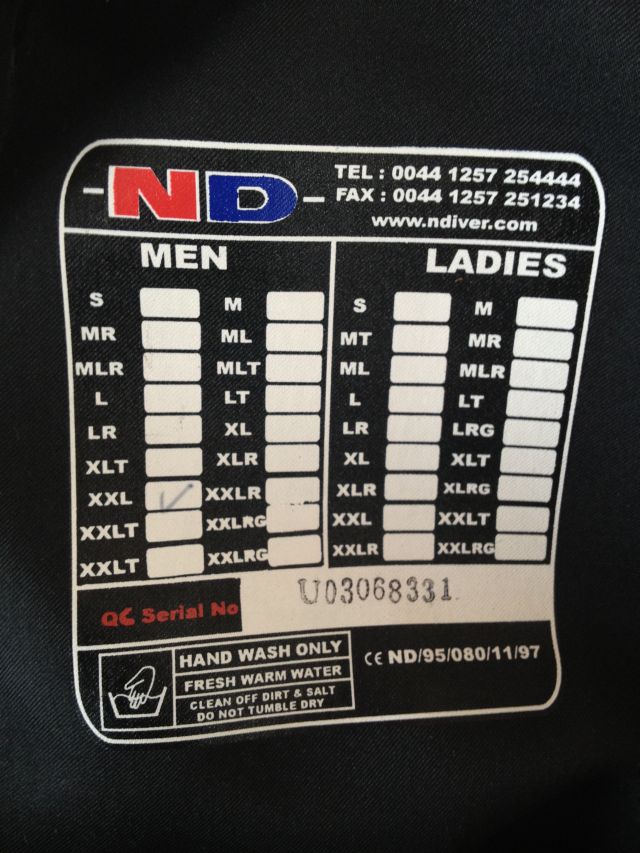 -ND-
TEL : 0044 1257 254444
FAX : 0044 1257 251234
www.ndiver.com
MEN
S M
MR ML
MLR MLT
L LT
LR XL
XLT XLR
XXL ✓ XXLR
XXLT XXLRG
XXLT XXLRG
LADIES
S M
MT MR
ML MLR
L LT
LR LRG
XL XLT
XLR XLRG
XXL XXLT
XXLR XXLRG
QC Serial No U03068331
HAND WASH ONLY
FRESH WARM WATER
CLEAN OFF DIRT & SALT
DO NOT TUMBLE DRY
CE ND/95/080/11/97